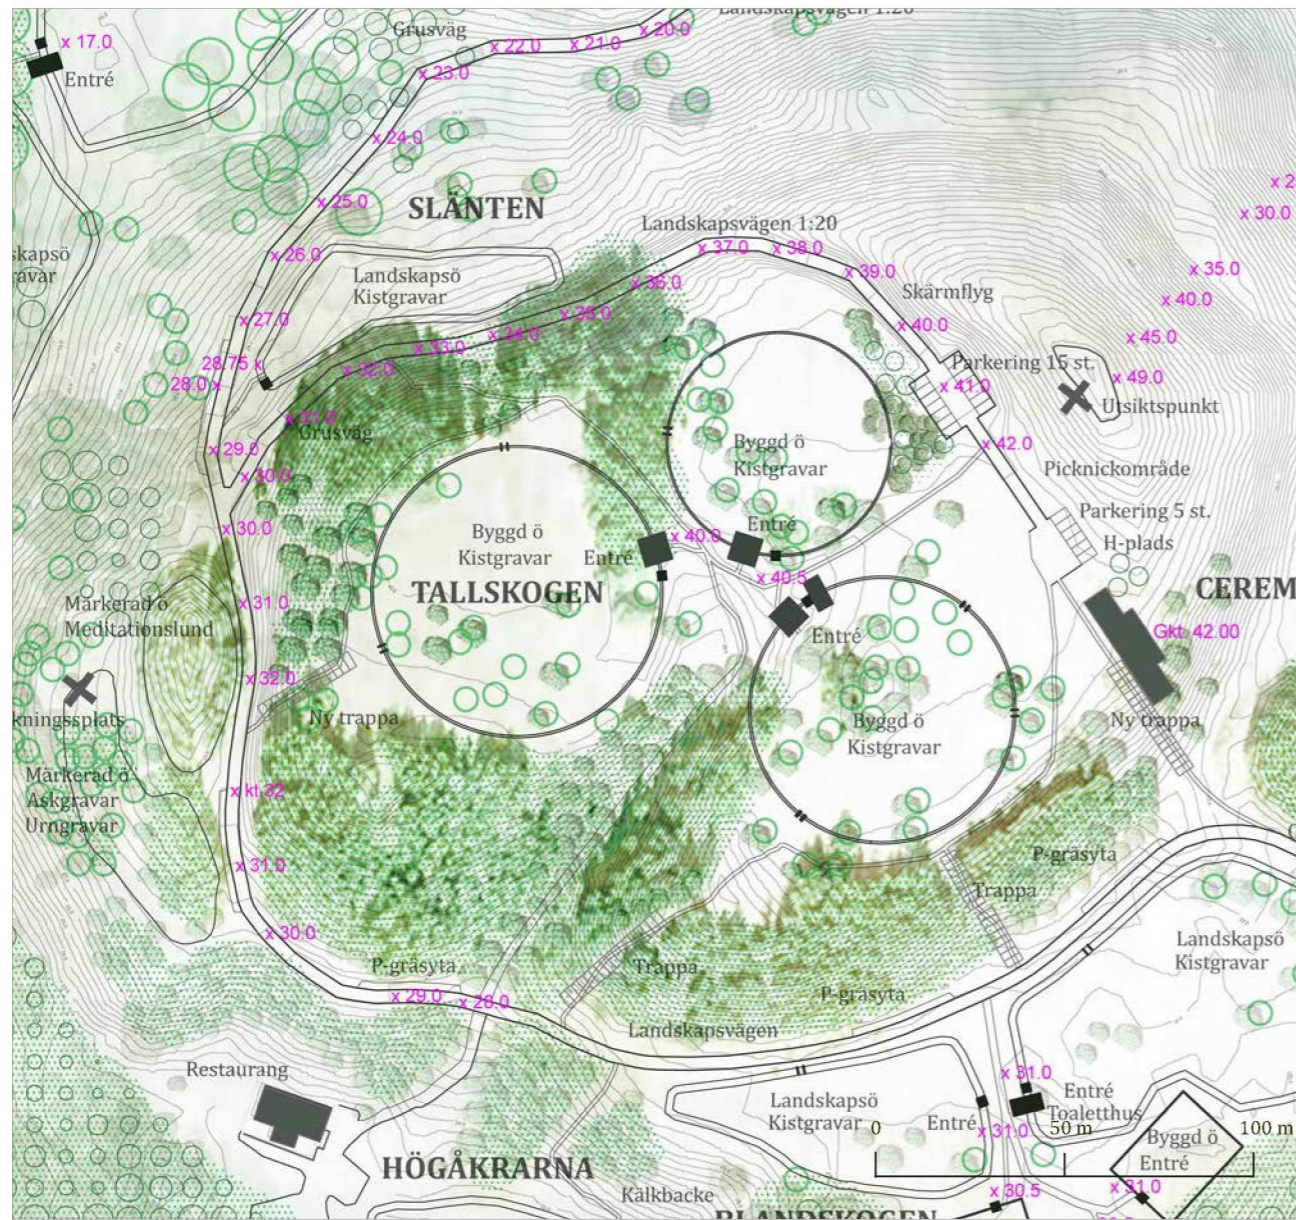 Landskapsvägen 1:20
Grusväg
x 20.0
x 22.0
x 21.0
x 17.0
Entré
x 23.0
x 24.0
x 25.0
SLÄNTEN
x 30.0
Landskapsvägen 1:20
x 37.0
x 38.0
x 26.0
x 39.0
x 35.0
Landskapsö
Kistgravar
x 36.0
Skärmflyg
x 40.0
x 27.0
x 35.0
x 34.0
x 40.0
x 45.0
x 33.0
28.75 x
28.0 x
x 32.0
Parkering 15 st.
x 41.0
x 49.0
Utsiktspunkt
x 31.0
Grusväg
x 29.0
x 30.0
Byggd ö
Kistgravar
x 42.0
Picknickområde
x 30.0
Byggd ö
Kistgravar
Entré
x 40.0
Entré
Parkering 5 st.
H-plads
x 40.5
TALLSKOGEN
CEREM
x 31.0
Märkerad ö
Meditationslund
Entré
Gkt. 42.00
x 32.0
Ny trappa
kningssplats
Byggd ö
Kistgravar
Ny trappa
Märkerad ö
Askgravar
Urngravar
x kt.32
x 31.0
P-gräsyta
Trappa
x 30.0
P-gräsyta
Trappa
Landskapsö
Kistgravar
x 29.0
x 28.0
P-gräsyta
Landskapsvägen
Restaurang
x 31.0
Landskapsö
Kistgravar
Entré
Entré
Toaletthus
x 31.0
0
50 m
100 m
Byggd ö
Entré
HÖGÅKRARNA
Kälkbacke
x 30.5
x 31.0
BLANDSKOGEN